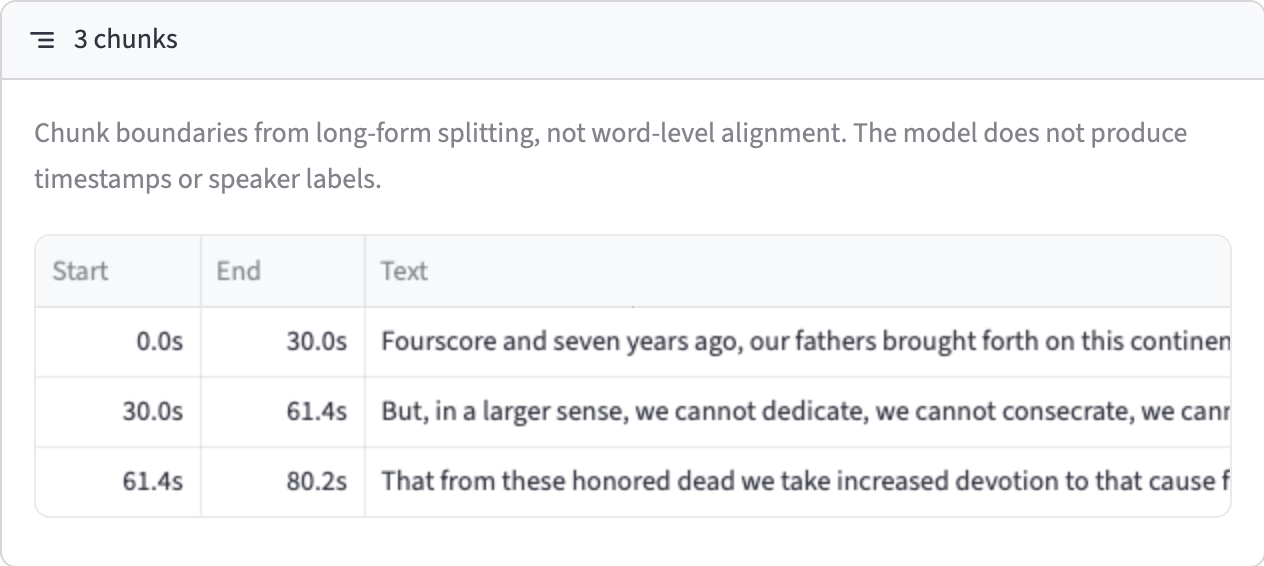 3 chunks
Chunk boundaries from long-form splitting, not word-level alignment. The model does not produce
timestamps or speaker labels.
Start End Text
0.0s 30.0s Fourscore and seven years ago, our fathers brought forth on this continen
30.0s 61.4s But, in a larger sense, we cannot dedicate, we cannot consecrate, we
61.4s 80.2s That from these honored dead we take increased devotion to that cause